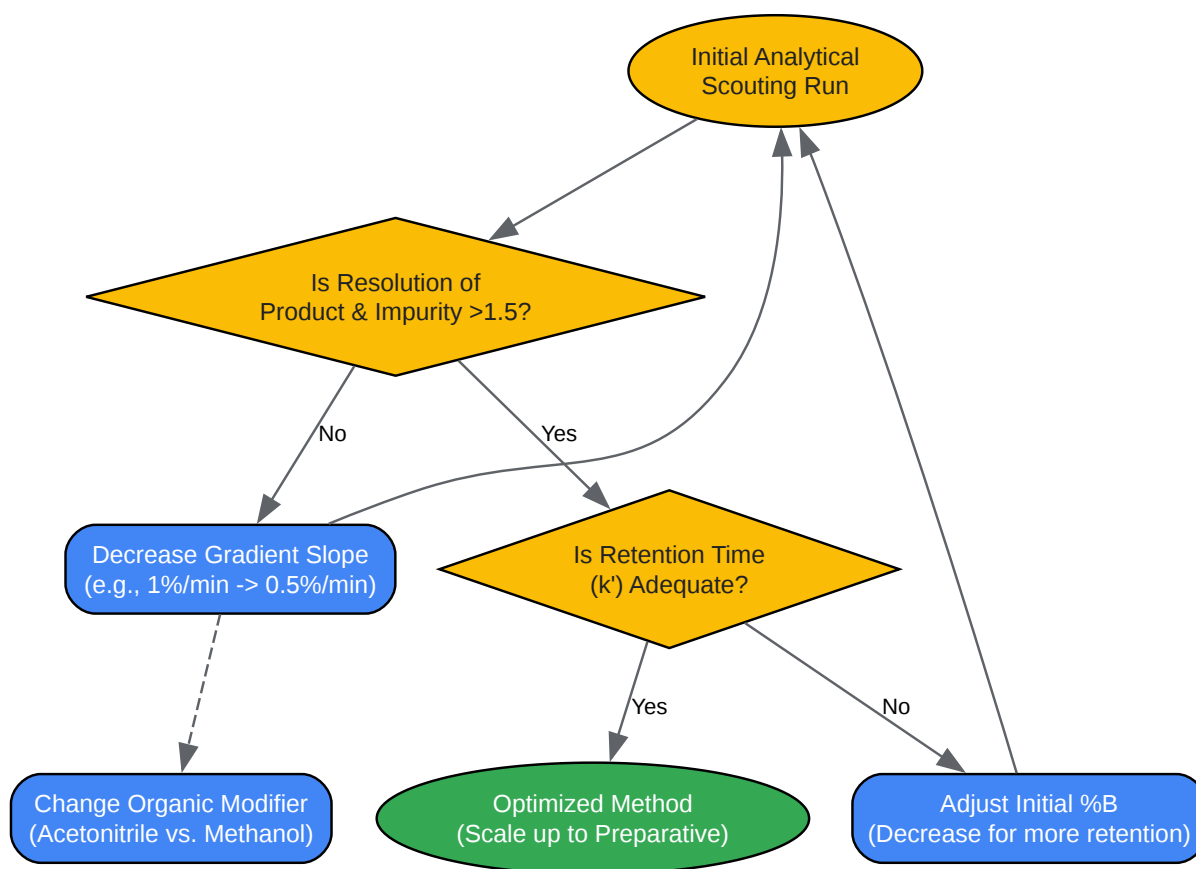 Initial Analytical
Scouting Run
Is Resolution of
Product & Impurity >1.5?
No
Yes
Decrease Gradient Slope
(e.g., 1%/min -> 0.5%/min)
Is Retention Time
(k') Adequate?
Yes
No
Change Organic Modifier
(Acetonitrile vs. Methanol)
Optimized Method
(Scale up to Preparative)
Adjust Initial %B
(Decrease for more retention)